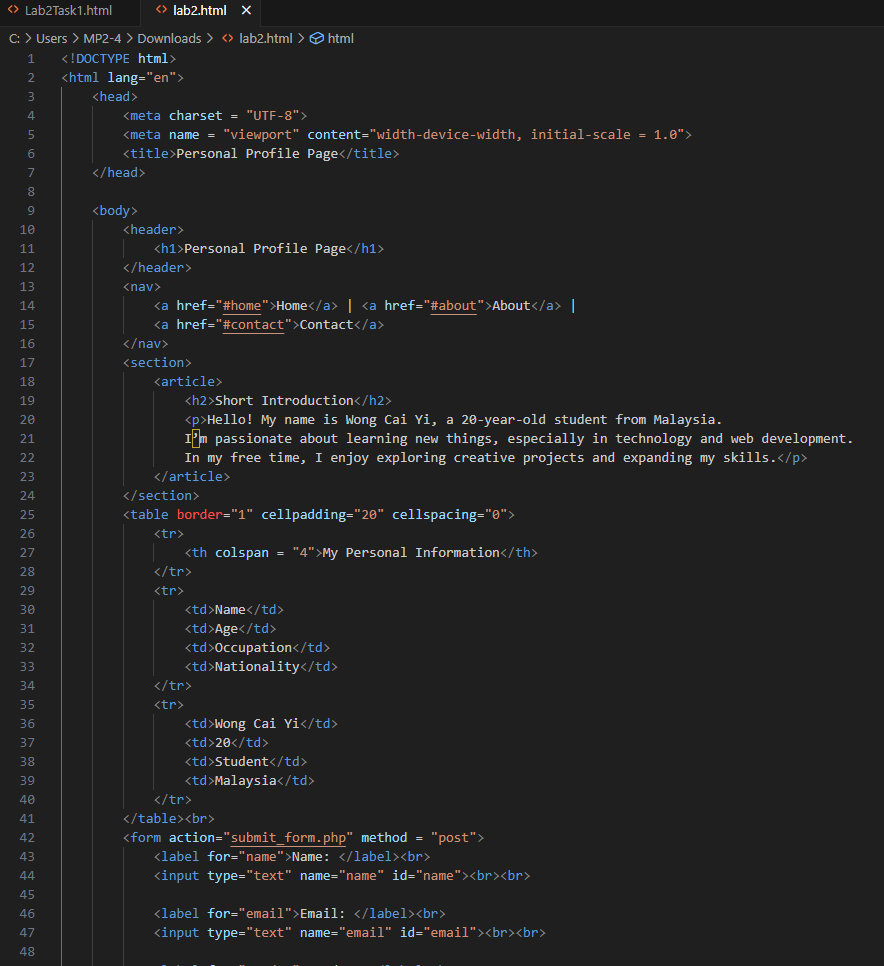 Lab2Task1.html lab2.html ×
C: > Users > MP2-4 > Downloads > lab2.html > html
1 <!DOCTYPE html>
2 <html lang="en">
3 <head>
4 <meta charset = "UTF-8">
5 <meta name = "viewport" content="width-device-width, initial-scale = 1.0">
6 <title>Personal Profile Page</title>
7 </head>
8
9 <body>
10 <header>
11 <h1>Personal Profile Page</h1>
12 </header>
13 <nav>
14 <a href="#home">Home</a> | <a href="#about">About</a> |
15 <a href="#contact">Contact</a>
16 </nav>
17 <section>
18 <article>
19 <h2>Short Introduction</h2>
20 <p>Hello! My name is Wong Cai Yi, a 20-year-old student from Malaysia.
21 I’m passionate about learning new things, especially in technology and web development.
22 In my free time, I enjoy exploring creative projects and expanding my skills.</p>
23 </article>
24 </section>
25 <table border="1" cellpadding="20" cellspacing="0">
26 <tr>
27 <th colspan = "4">My Personal Information</th>
28 </tr>
29 <tr>
30 <td>Name</td>
31 <td>Age</td>
32 <td>Occupation</td>
33 <td>Nationality</td>
34 </tr>
35 <tr>
36 <td>Wong Cai Yi</td>
37 <td>20</td>
38 <td>Student</td>
39 <td>Malaysia</td>
40 </tr>
41 </table><br>
42 <form action="submit_form.php" method = "post">
43 <label for="name">Name: </label><br>
44 <input type="text" name="name" id="name"><br><br>
45
46 <label for="email">Email: </label><br>
47 <input type="text" name="email" id="email"><br><br>
48